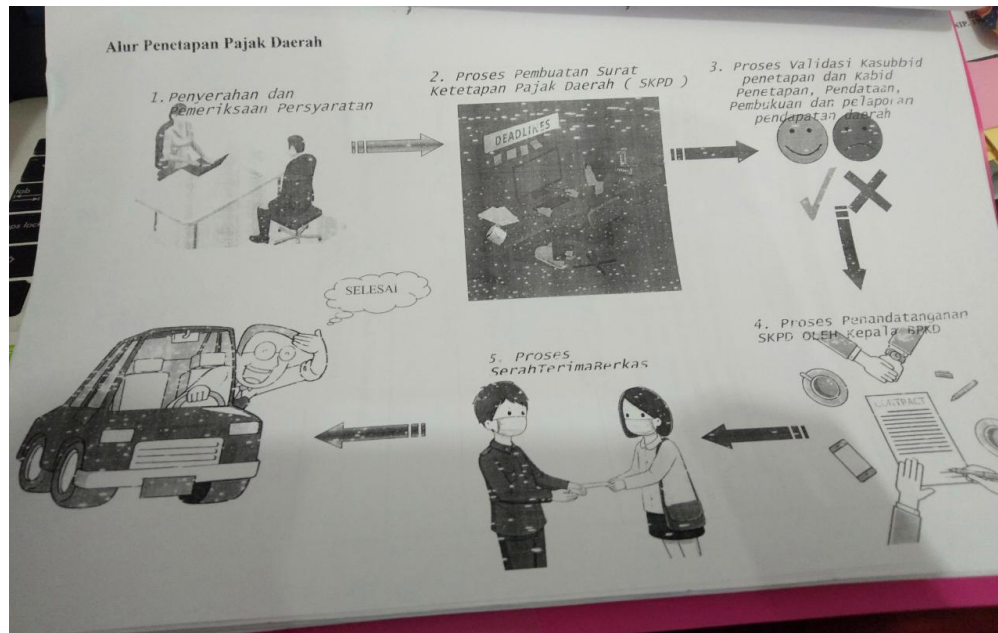 Alur Penetapan Pajak Daerah
1. Penyerahan dan
Pemeriksaan Persyaratan
2. Proses Pembuatan Surat
Ketetapan Pajak Daerah ( SKPD )
3. Proses Validasi Kasubbid
penetapan dan Kabid
Penetapan, Pendataan,
Pembukuan dan pelaporan
pendapatan daerah
DEADLINES
SELESAI
4. Proses Penandatanganan
SKPD OLEH Kepala BPKD
CONTRACT
5. Proses
SerahTerimaBerkas